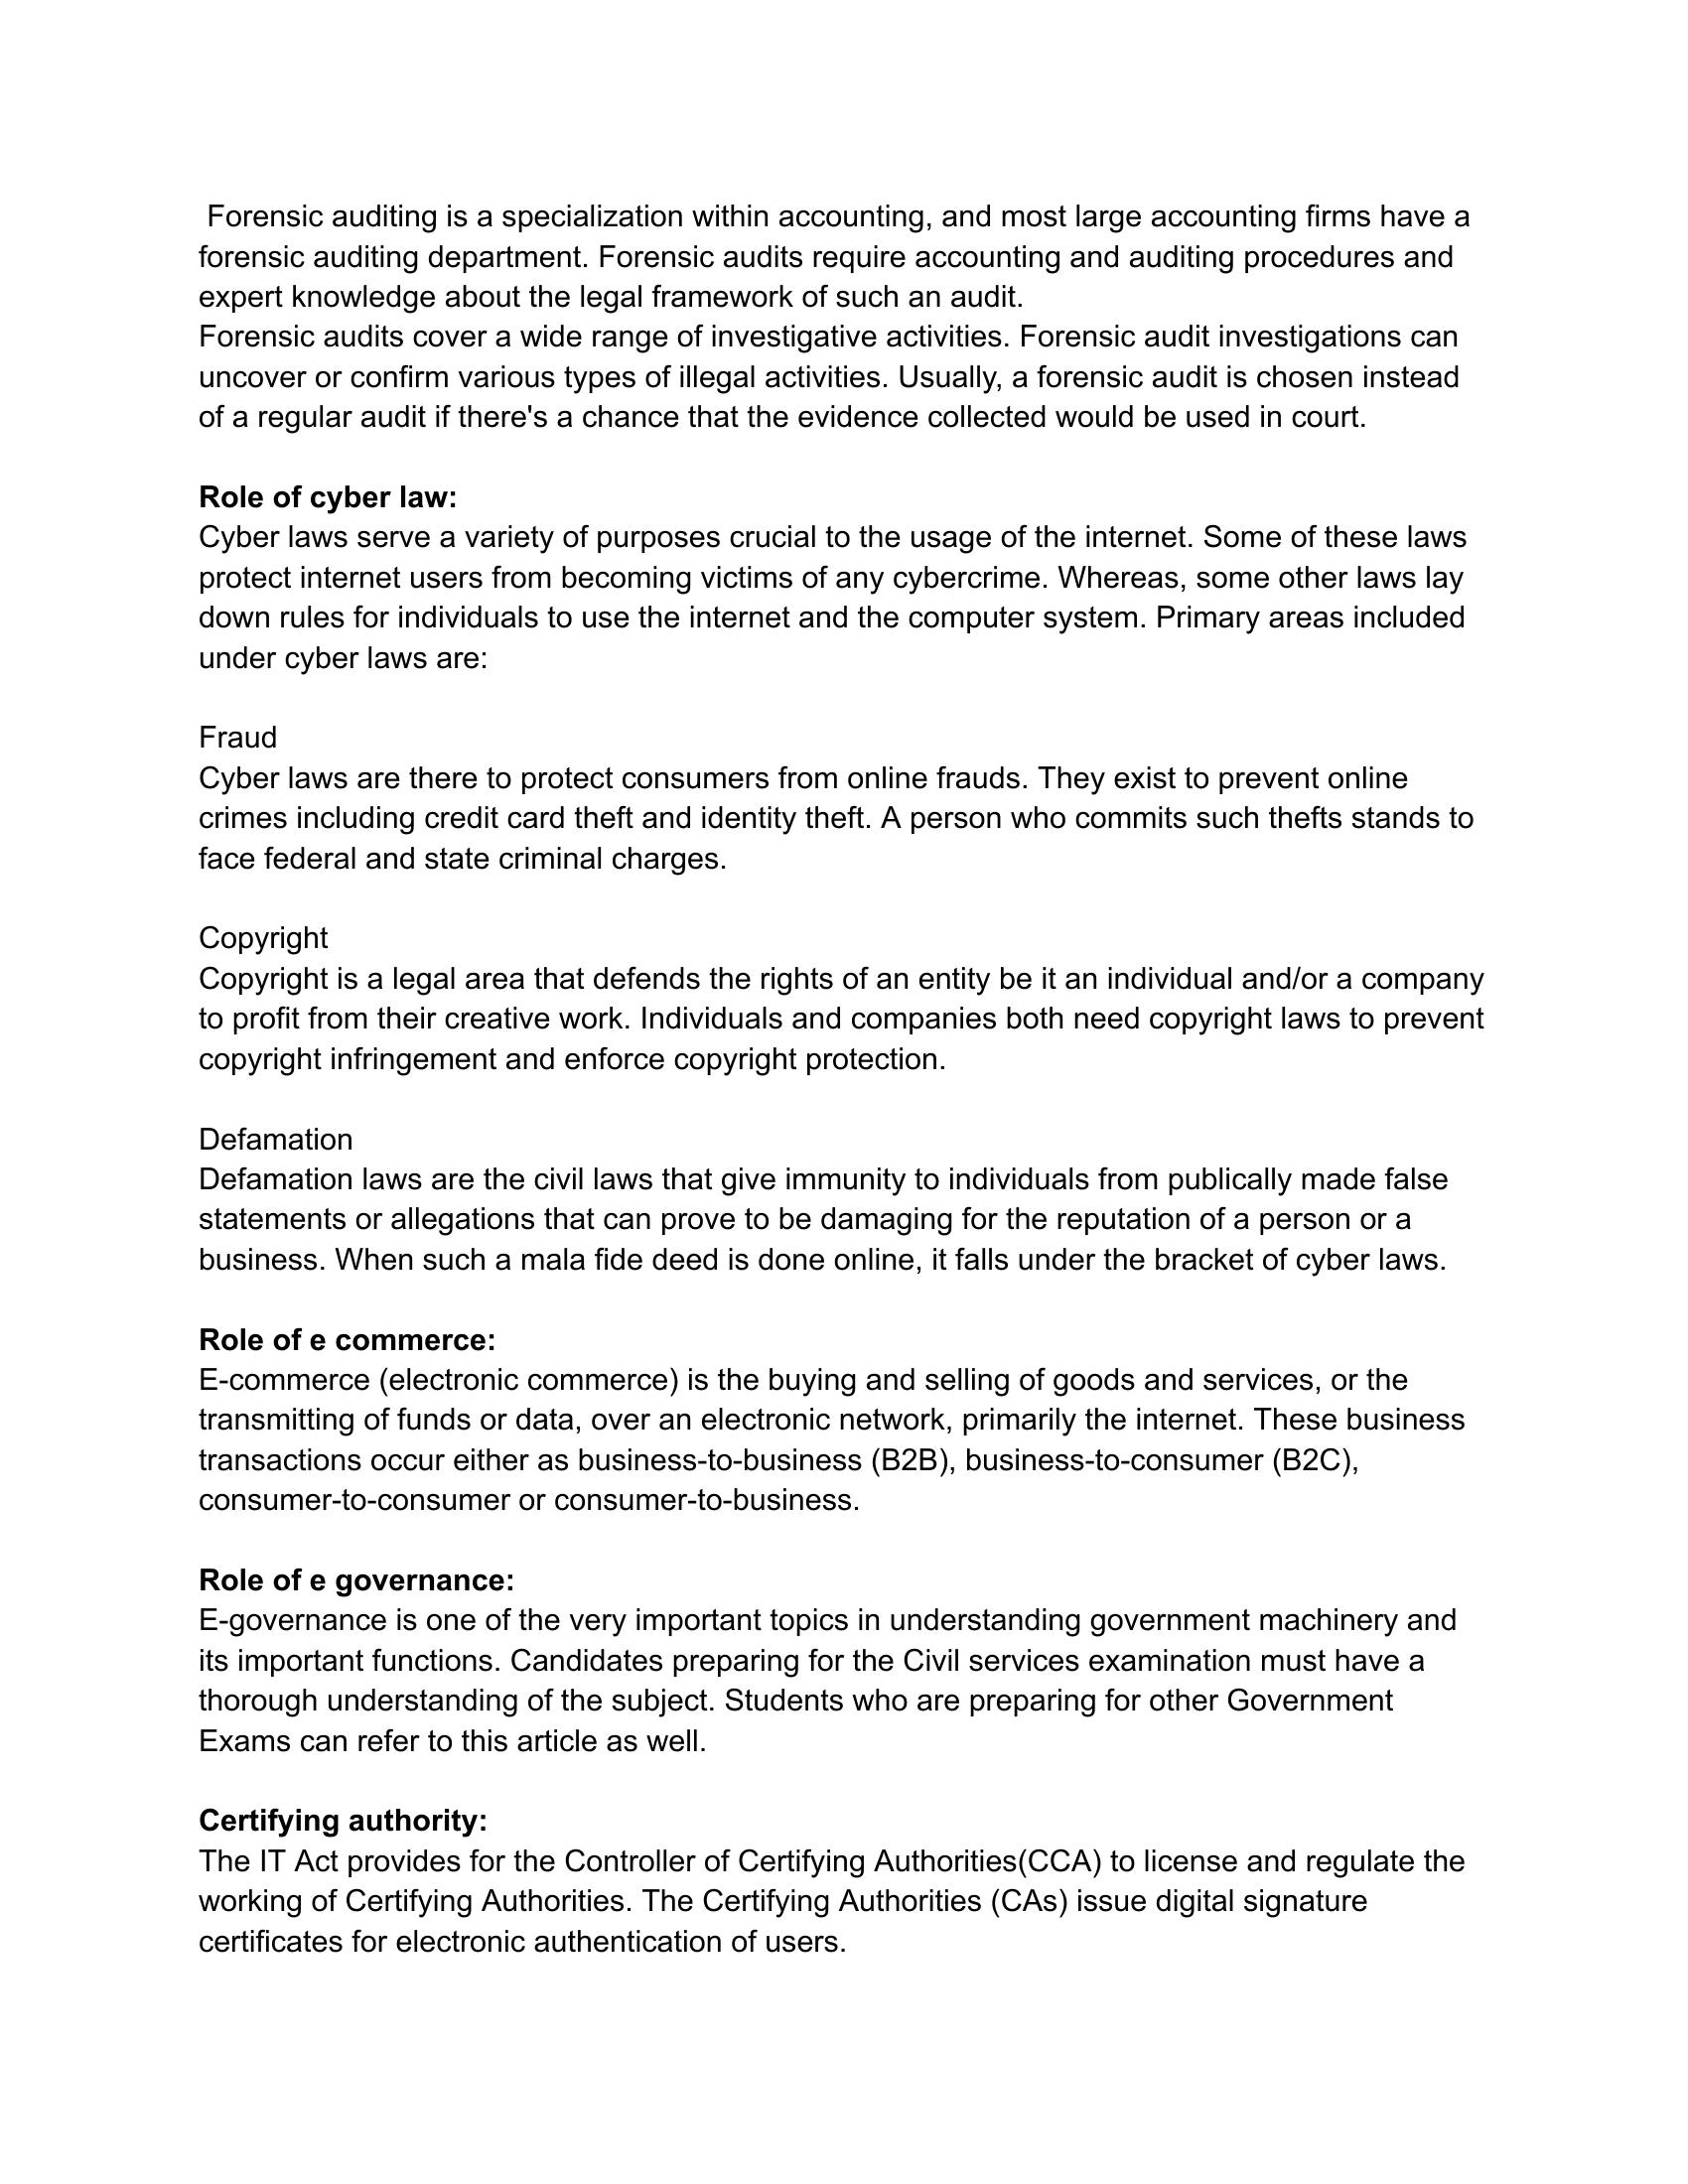 Forensic auditing is a specialization within accounting, and most large accounting firms have a
forensic auditing department. Forensic audits require accounting and auditing procedures and
expert knowledge about the legal framework of such an audit.
Forensic audits cover a wide range of investigative activities. Forensic audit investigations can
uncover or confirm various types of illegal activities. Usually, a forensic audit is chosen instead
of a regular audit if there's a chance that the evidence collected would be used in court.
Role of cyber law:
Cyber laws serve a variety of purposes crucial to the usage of the internet. Some of these laws
protect internet users from becoming victims of any cybercrime. Whereas, some other laws lay
down rules for individuals to use the internet and the computer system. Primary areas included
under cyber laws are:
Fraud
Cyber laws are there to protect consumers from online frauds. They exist to prevent online
crimes including credit card theft and identity theft. A person who commits such thefts stands to
face federal and state criminal charges.
Copyright
Copyright is a legal area that defends the rights of an entity be it an individual and/or a company
to profit from their creative work. Individuals and companies both need copyright laws to prevent
copyright infringement and enforce copyright protection.
Defamation
Defamation laws are the civil laws that give immunity to individuals from publically made false
statements or allegations that can prove to be damaging for the reputation of a person or a
business. When such a mala fide deed is done online, it falls under the bracket of cyber laws.
Role of e commerce:
E-commerce (electronic commerce) is the buying and selling of goods and services, or the
transmitting of funds or data, over an electronic network, primarily the internet. These business
transactions occur either as business-to-business (B2B), business-to-consumer (B2C),
consumer-to-consumer or consumer-to-business.
Role of e governance:
E-governance is one of the very important topics in understanding government machinery and
its important functions. Candidates preparing for the Civil services examination must have a
thorough understanding of the subject. Students who are preparing for other Government
Exams can refer to this article as well.
Certifying authority:
The IT Act provides for the Controller of Certifying Authorities(CCA) to license and regulate the
working of Certifying Authorities. The Certifying Authorities (CAs) issue digital signature
certificates for electronic authentication of users.